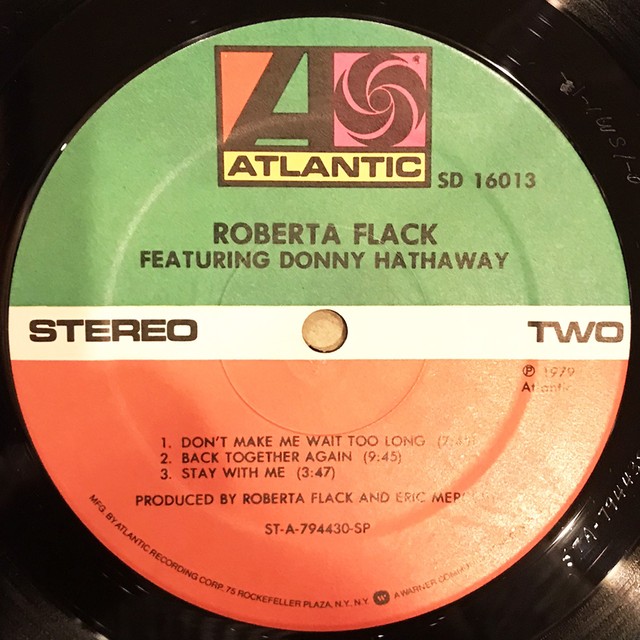 ATLANTIC
SD 16013
ROBERTA FLACK
FEATURING DONNY HATHAWAY
STEREO
TWO
℗ 1979
Atlantic
1. DON'T MAKE ME WAIT TOO LONG
2. BACK TOGETHER AGAIN (9:45)
3. STAY WITH ME (3:47)
PRODUCED BY ROBERTA FLACK AND ERIC
ST-A-794430-SP
MFG. BY ATLANTIC RECORDING CORP. 75 ROCKEFELLER PLAZA, N.Y. N.Y. A WARNER